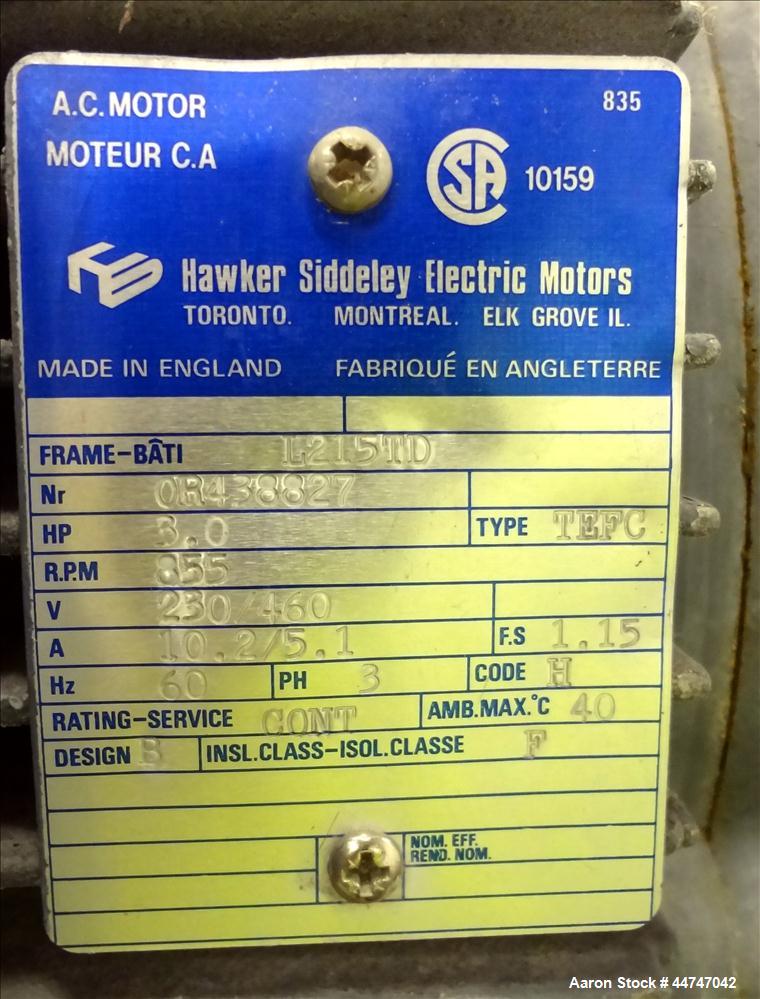 A.C. MOTOR 835
MOTEUR C.A
CSA 10159
Hawker Siddeley Electric Motors
TORONTO. MONTREAL. ELK GROVE IL.
MADE IN ENGLAND FABRIQUÉ EN ANGLETERRE
FRAME-BÂTI L215TD
Nr OR438827
HP 3.0 TYPE TEFC
R.P.M 855
V 230/460
A 10.2/5.1 F.S 1.15
Hz 60 PH 3 CODE H
RATING-SERVICE CONT AMB.MAX.°C 40
DESIGN B INSL.CLASS-ISOL.CLASSE F
NOM. EFF.
REND. NOM.
Aaron Stock # 44747042